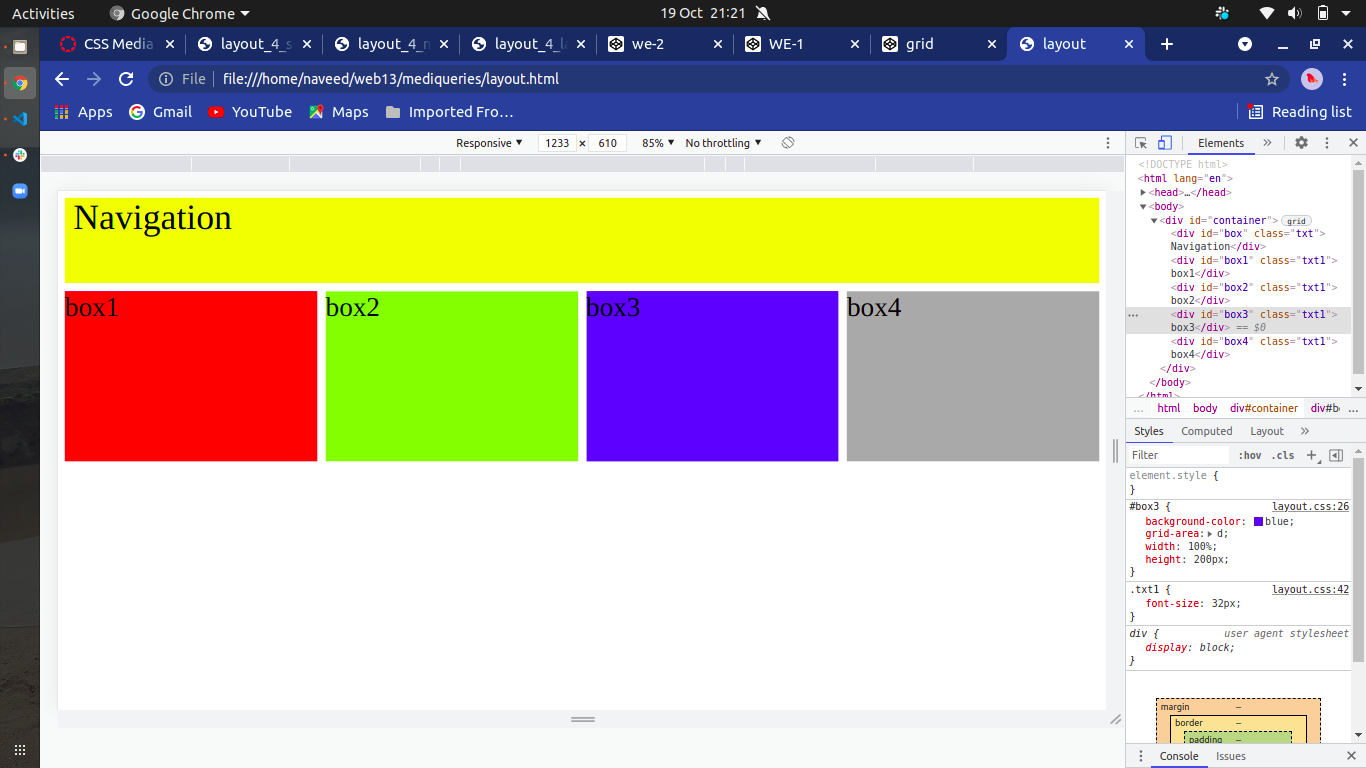 Activities
Google Chrome
19 Oct 21:21
CSS Media
layout_4_s
layout_4_n
layout_4_la
we-2
WE-1
grid
layout
File
file:///home/naveed/web13/mediqueries/layout.html
Apps
Gmail
YouTube
Maps
Imported Fro…
Reading list
Responsive
1233 × 610
85%
No throttling
Navigation
box1
box2
box3
box4
Elements
»
<!DOCTYPE html>
<html lang="en">
<head>…</head>
<body>
<div id="container"> grid
<div id="box" class="txt">
Navigation</div>
<div id="box1" class="txt1">
box1</div>
<div id="box2" class="txt1">
box2</div>
<div id="box3" class="txt1">
box3</div> == $0
<div id="box4" class="txt1">
box4</div>
</div>
</body>
</html>
… html body div#container div#b …
Styles Computed Layout »
Filter :hov .cls +
element.style {
}
#box3 { layout.css:26
background-color: blue;
grid-area: d;
width: 100%;
height: 200px;
}
.txt1 { layout.css:42
font-size: 32px;
}
div { user agent stylesheet
display: block;
}
margin –
border –
padding –
Console Issues